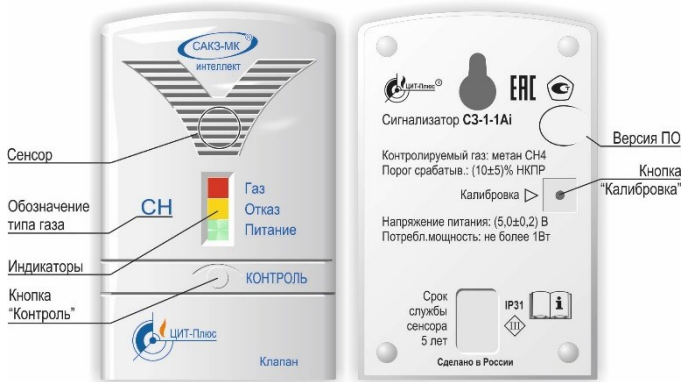 САКЗ-МК
интеллект
Сенсор
Обозначение
типа газа
СН
Газ
Отказ
Питание
Индикаторы
Кнопка
“Контроль”
КОНТРОЛЬ
ЦИТ-Плюс
Клапан
ЦИТ-Плюс ®
ЕАС
Сигнализатор СЗ-1-1Аi
Версия ПО
Контролируемый газ: метан СН4
Порог срабатыв.: (10±5)% НКПР
Кнопка
“Калибровка”
Калибровка
Напряжение питания: (5,0±0,2) В
Потребл.мощность: не более 1Вт
Срок
службы
сенсора
5 лет
IP31
III
i
Сделано в России